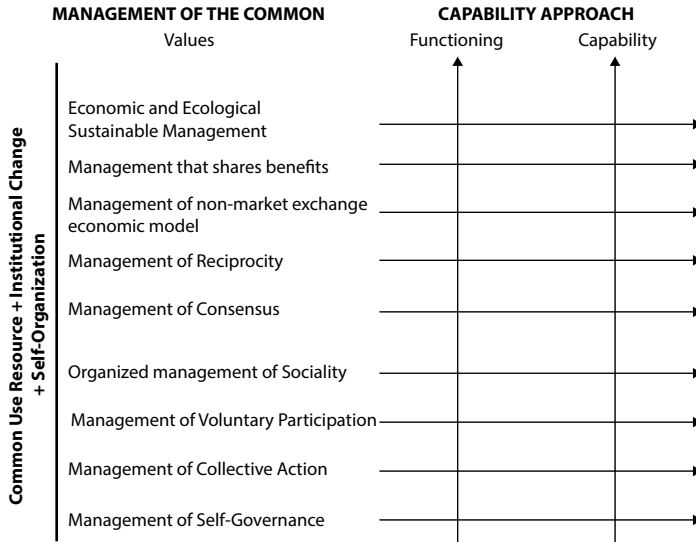 MANAGEMENT OF THE COMMON
CAPABILITY APPROACH
Values
Functioning
Capability
Common Use Resource + Institutional Change
+ Self-Organization
Economic and Ecological
Sustainable Management
Management that shares benefits
Management of non-market exchange
economic model
Management of Reciprocity
Management of Consensus
Organized management of Sociality
Management of Voluntary Participation
Management of Collective Action
Management of Self-Governance